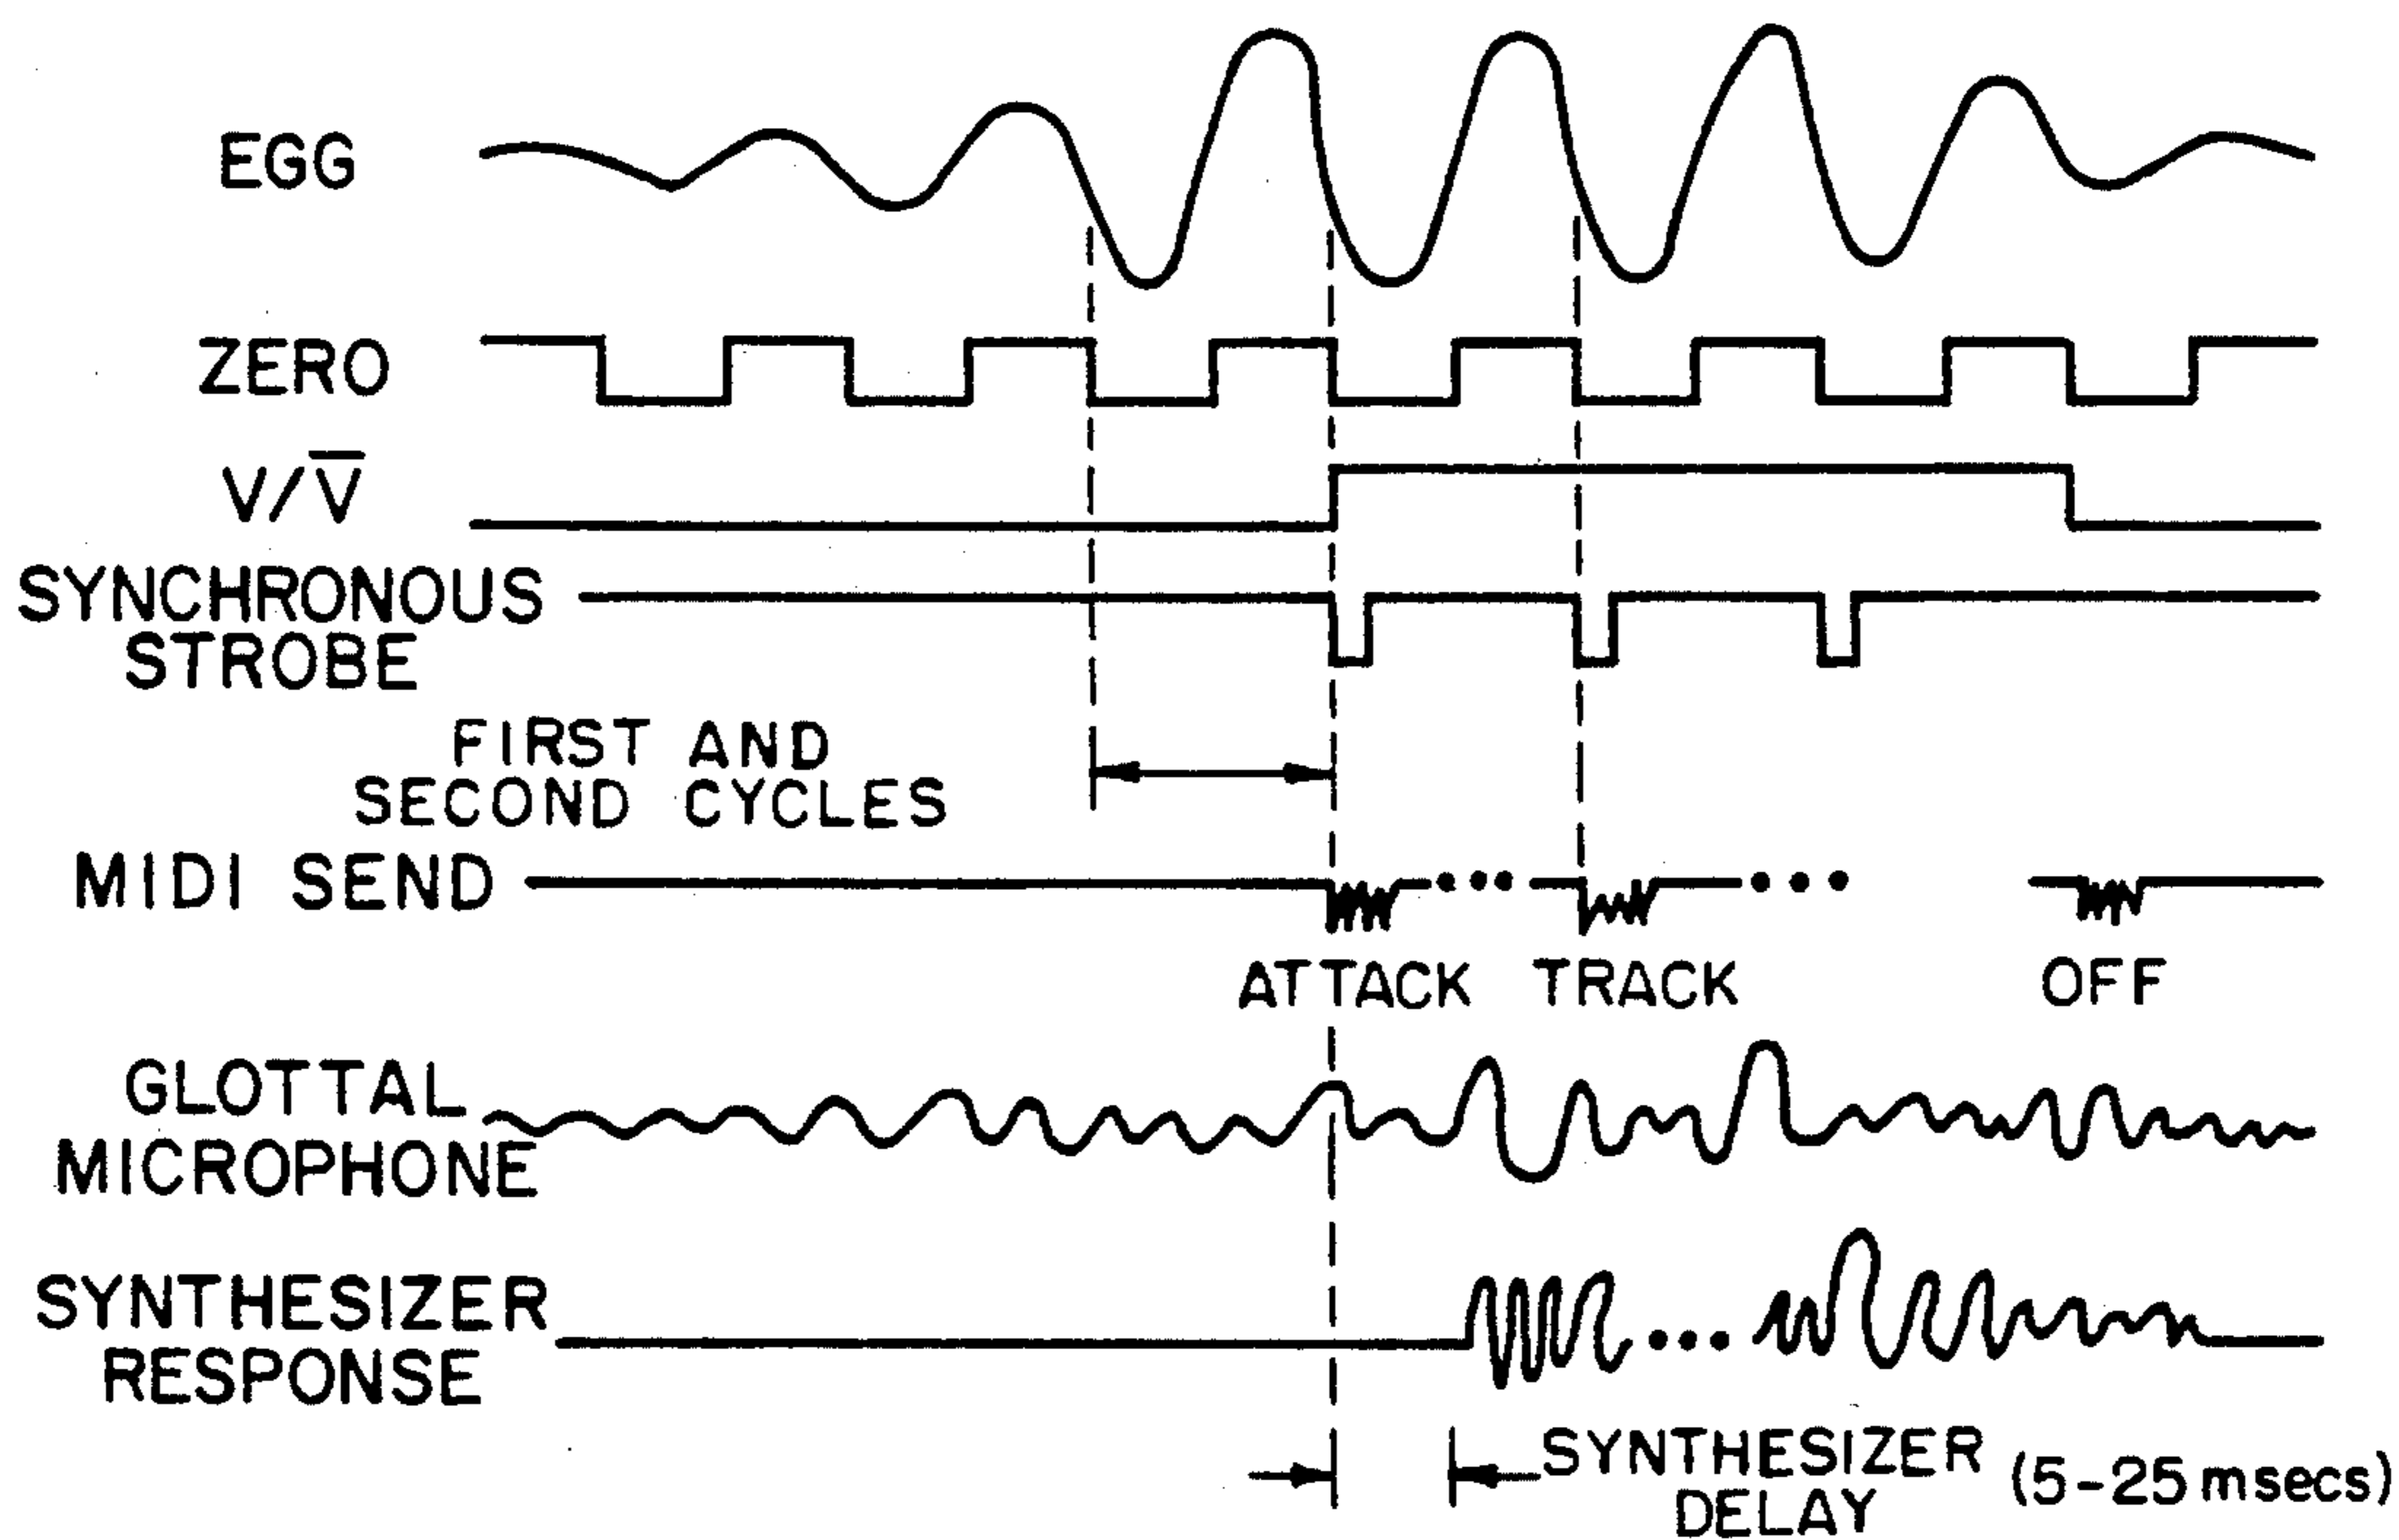 EGG
ZERO
V/V̅
SYNCHRONOUS
STROBE
FIRST AND
SECOND CYCLES
MIDI SEND
ATTACK TRACK OFF
GLOTTAL
MICROPHONE
SYNTHESIZER
RESPONSE
SYNTHESIZER (5-25 msecs)
DELAY